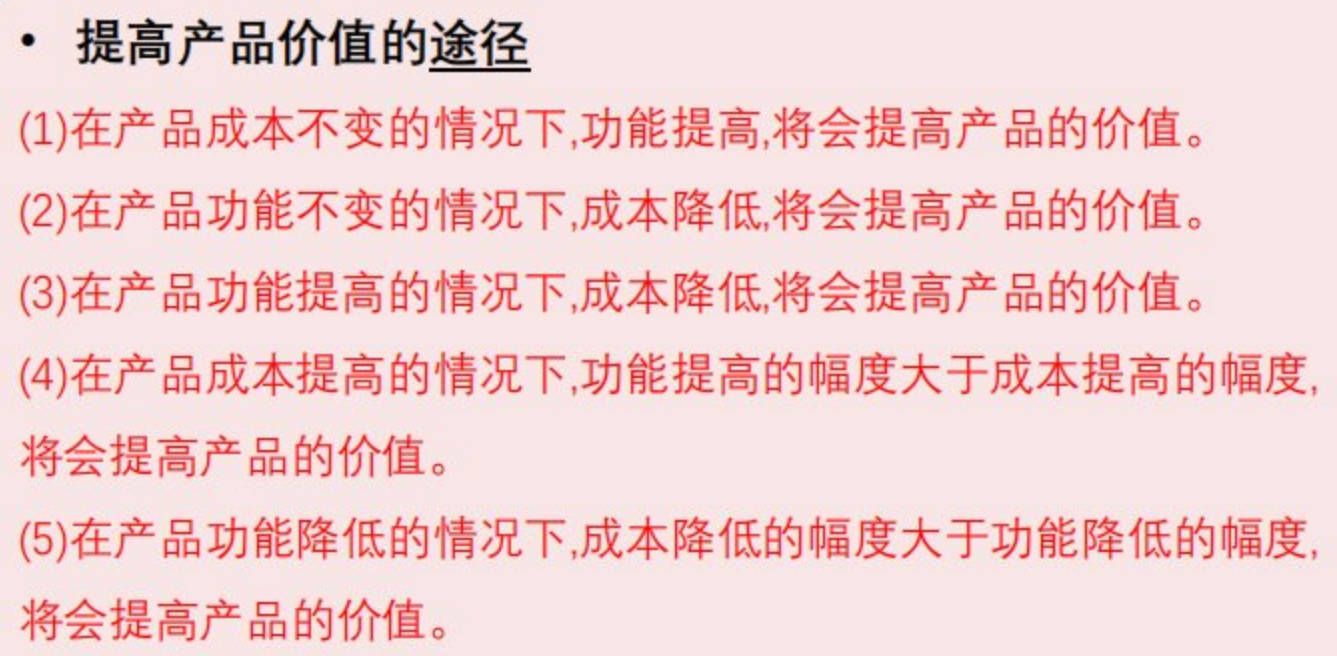 • 提高产品价值的途径
(1)在产品成本不变的情况下,功能提高,将会提高产品的价值。
(2)在产品功能不变的情况下,成本降低,将会提高产品的价值。
(3)在产品功能提高的情况下,成本降低,将会提高产品的价值。
(4)在产品成本提高的情况下,功能提高的幅度大于成本提高的幅度,
将会提高产品的价值。
(5)在产品功能降低的情况下,成本降低的幅度大于功能降低的幅度,
将会提高产品的价值。